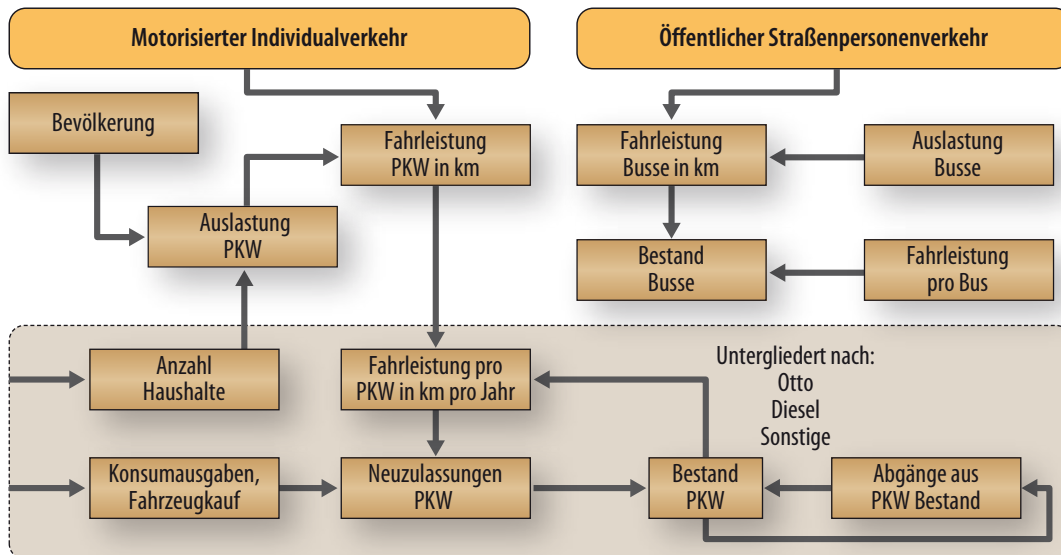 Motorisierter Individualverkehr
Öffentlicher Straßenpersonenverkehr
Bevölkerung
Fahrleistung
PKW in km
Fahrleistung
Busse in km
Auslastung
Busse
Auslastung
PKW
Bestand
Busse
Fahrleistung
pro Bus
Anzahl
Haushalte
Fahrleistung pro
PKW in km pro Jahr
Untergliedert nach:
Otto
Diesel
Sonstige
Konsumausgaben,
Fahrzeugkauf
Neuzulassungen
PKW
Bestand
PKW
Abgänge aus
PKW Bestand